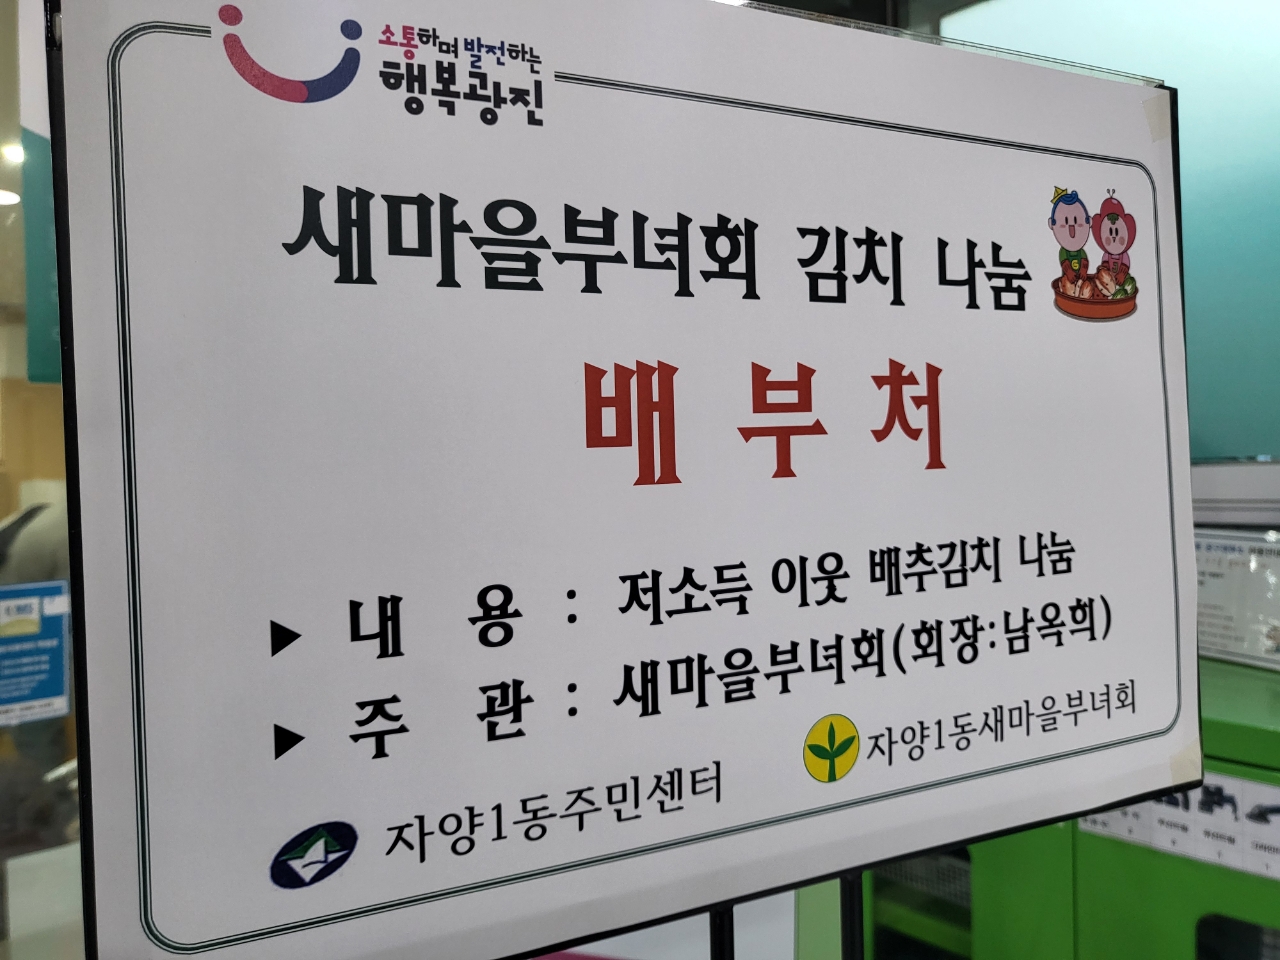 소통하며 발전하는
행복광진
새마을부녀회 김치 나눔
배부처
▶ 내 용 : 저소득 이웃 배추김치 나눔
▶ 주 관 : 새마을부녀회(회장:남옥희)
자양1동주민센터
자양1동새마을부녀회